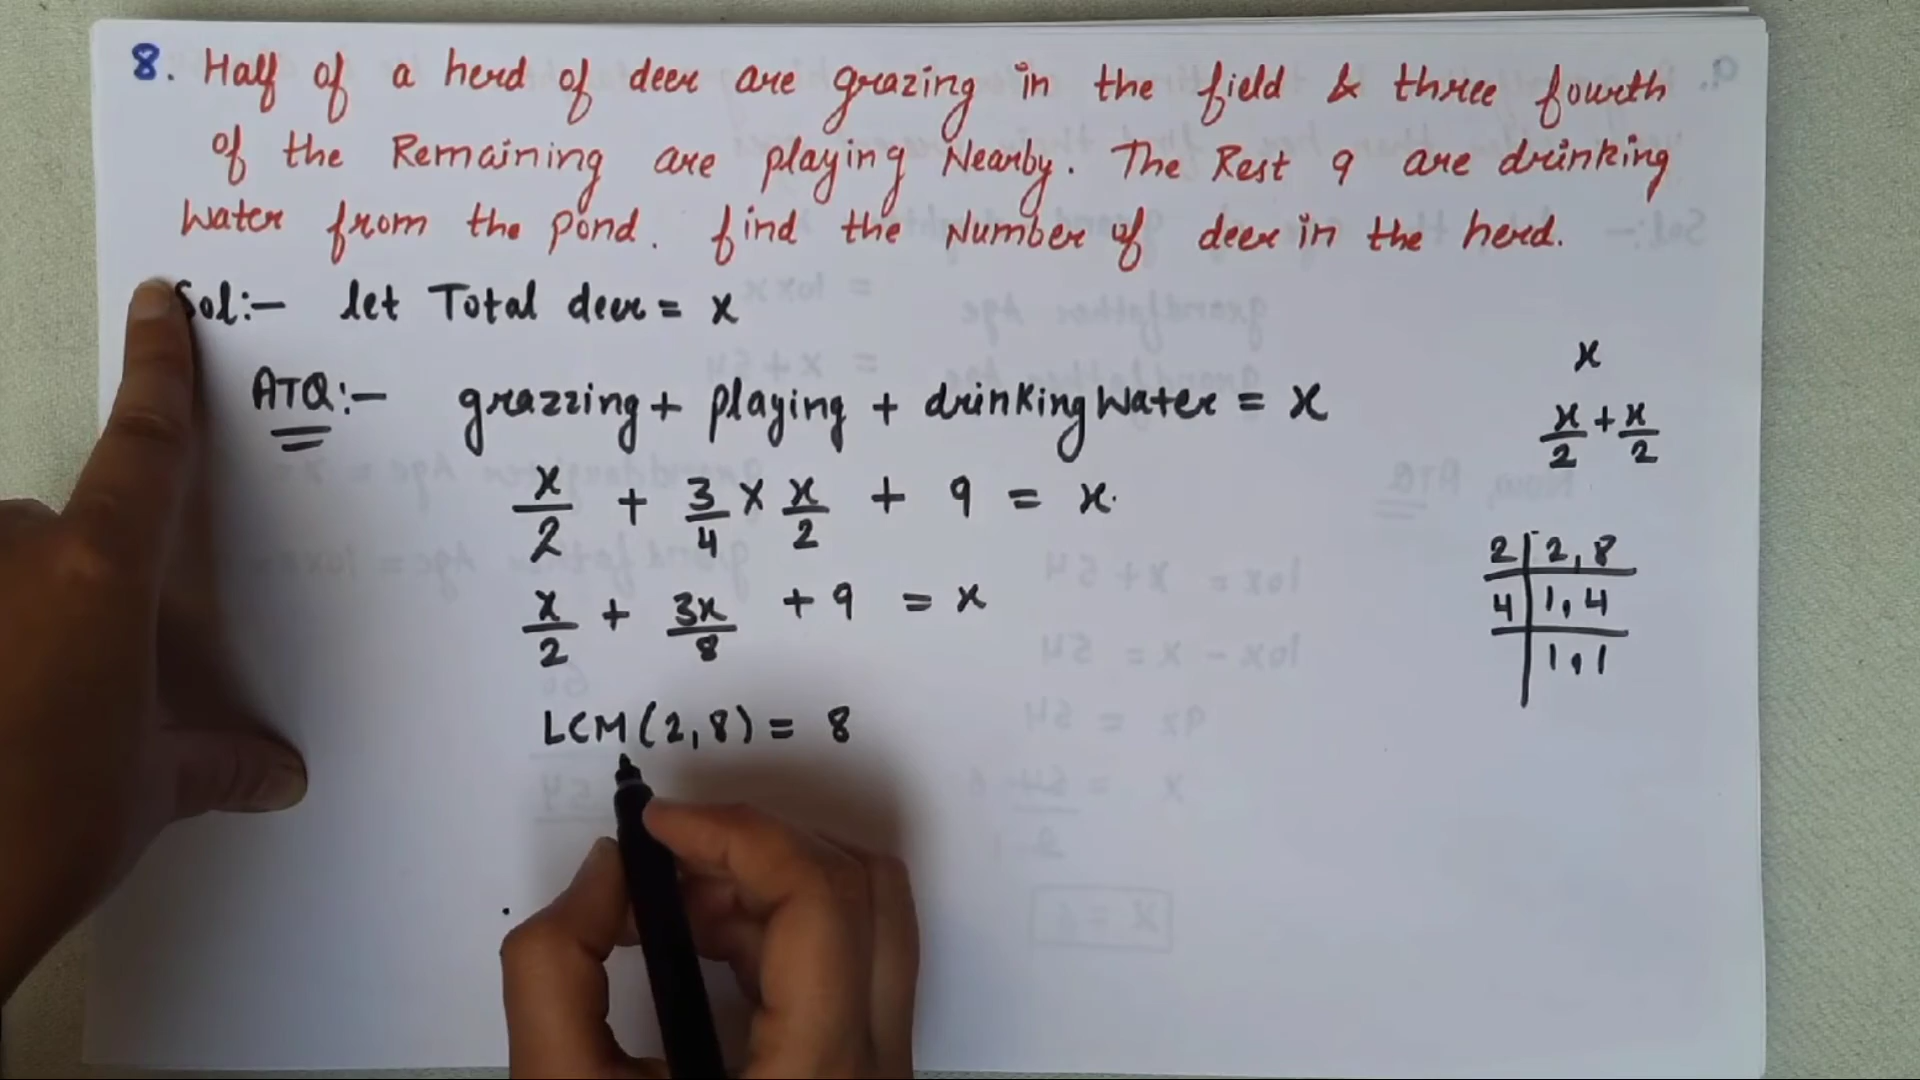 8. Half of a herd of deer are grazing in the field & three fourth
of the Remaining are playing Nearby. The Rest 9 are drinking
Water from the pond. find the Number of deer in the herd.
Sol:- let Total deer = x
ATQ:- grazzing + playing + drinking Water = x
x/2 + 3/4 × x/2 + 9 = x.
x/2 + 3x/8 + 9 = x
LCM (2,8) = 8
x
x/2 + x/2
2 | 2, 8
4 | 1, 4
1, 1